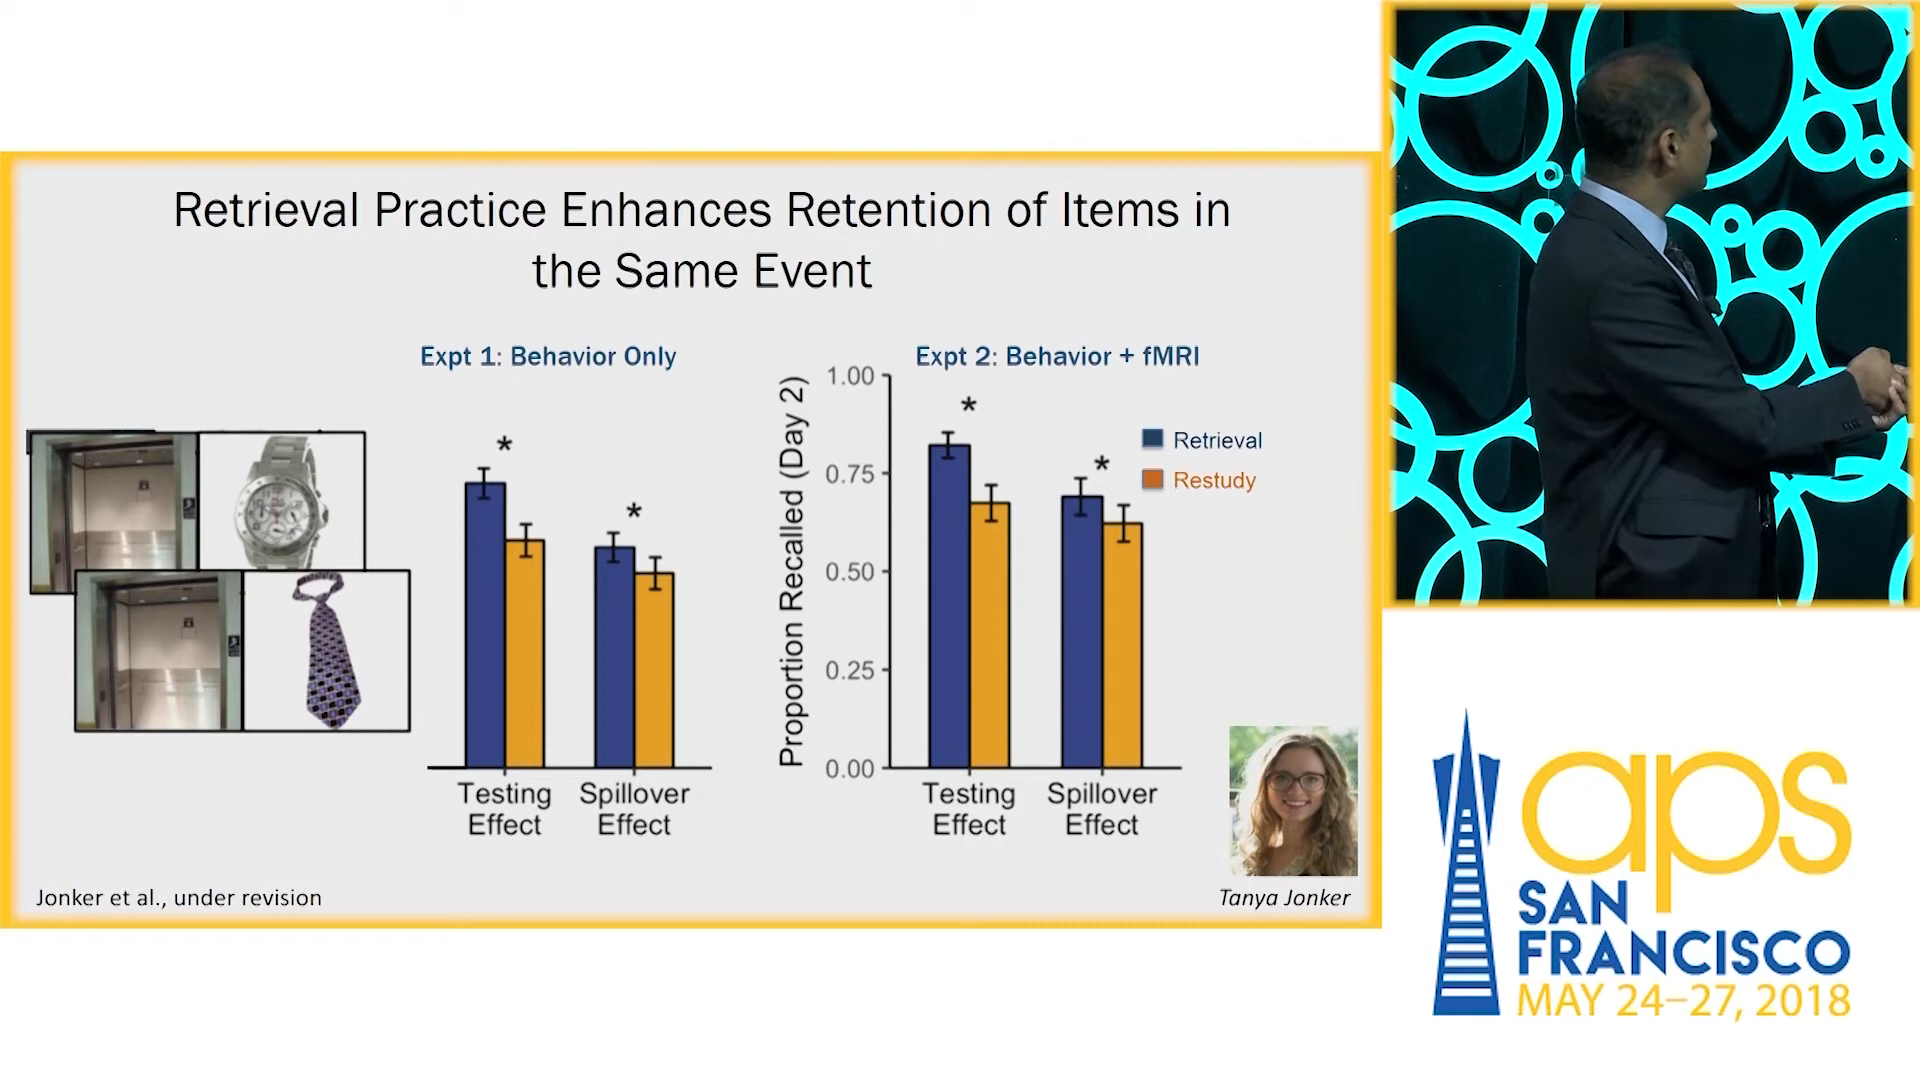 Retrieval Practice Enhances Retention of Items in
the Same Event
Expt 1: Behavior Only
*
*
Testing
Effect
Spillover
Effect
Expt 2: Behavior + fMRI
Proportion Recalled (Day 2)
1.00
0.75
0.50
0.25
0.00
*
*
Retrieval
Restudy
Testing
Effect
Spillover
Effect
Jonker et al., under revision
Tanya Jonker
aps
SAN
FRANCISCO
MAY 24–27, 2018